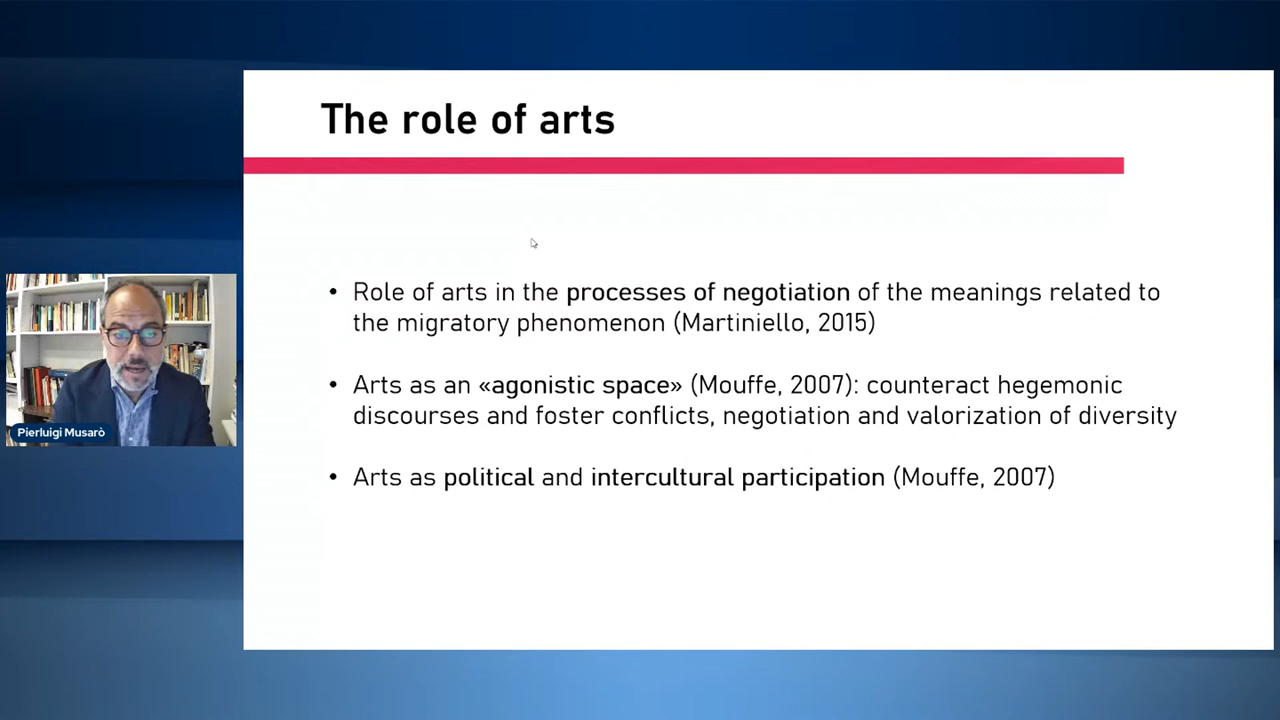 The role of arts
• Role of arts in the processes of negotiation of the meanings related to
the migratory phenomenon (Martiniello, 2015)
• Arts as an «agonistic space» (Mouffe, 2007): counteract hegemonic
discourses and foster conflicts, negotiation and valorization of diversity
• Arts as political and intercultural participation (Mouffe, 2007)
Pierluigi Musarò